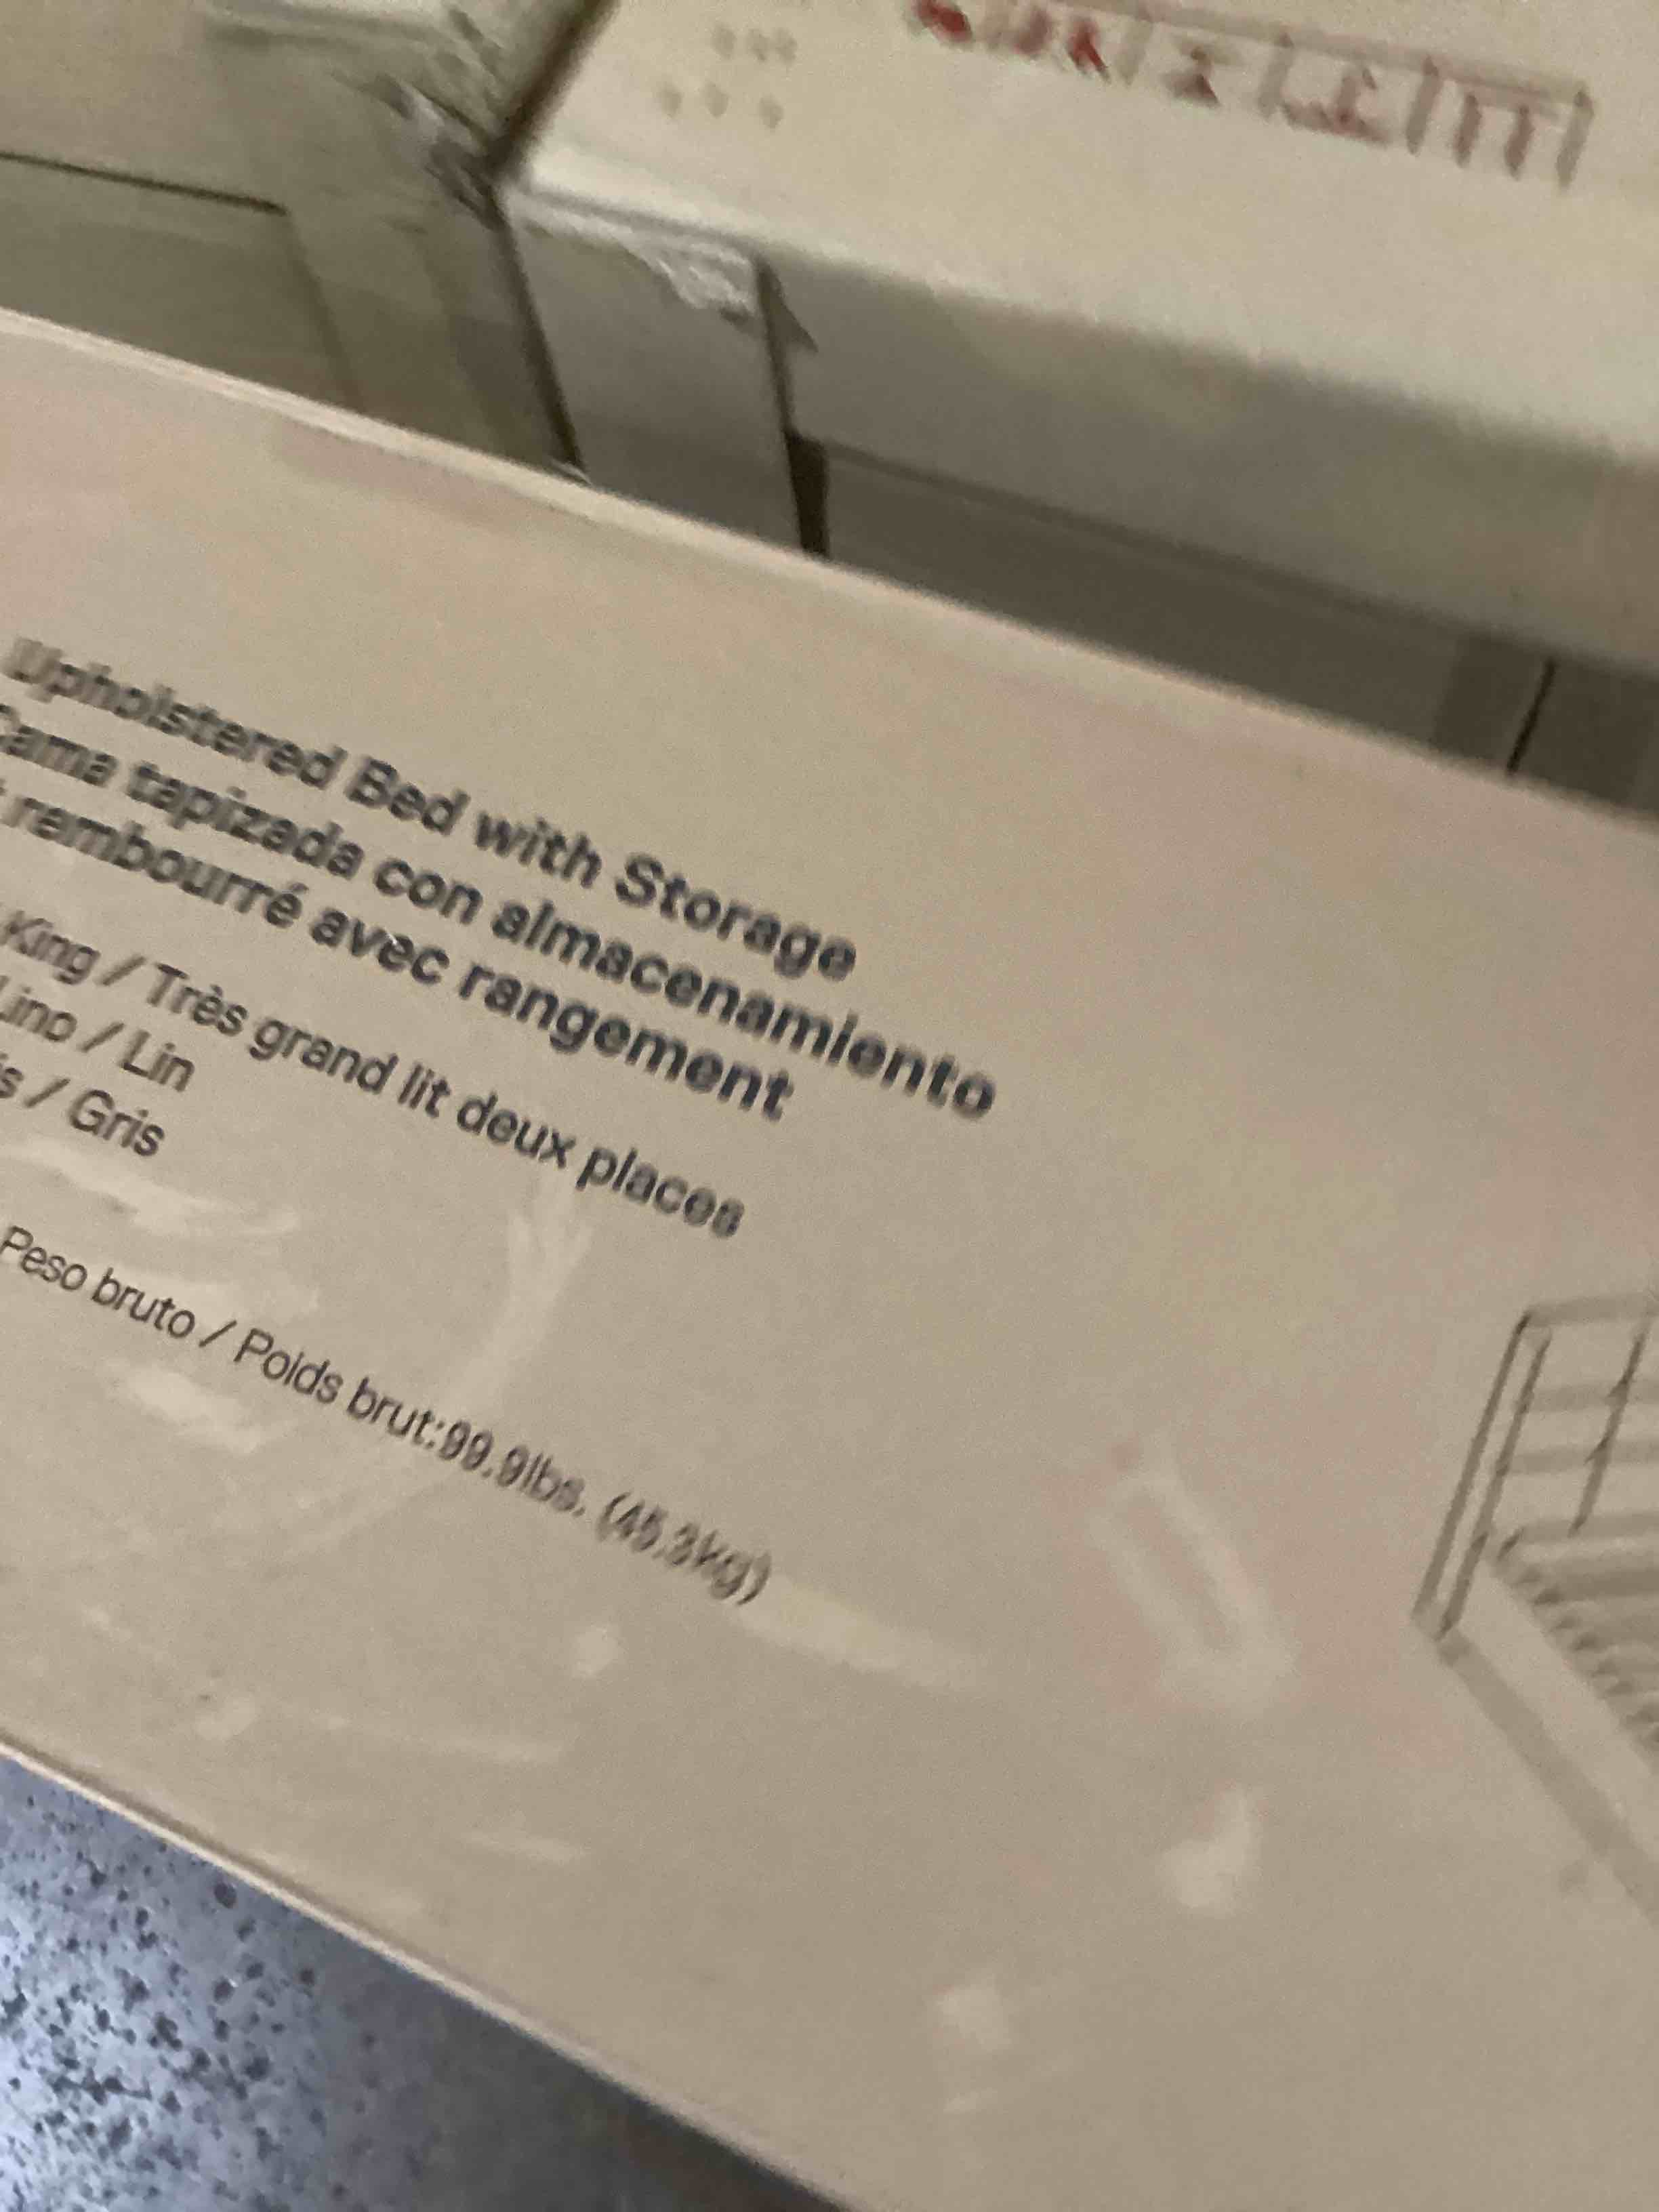 Upholstered Bed with Storage
Cama tapizada con almacenamiento
rembourré avec rangement
King / Très grand lit deux places
Lino / Lin
is / Gris
Peso bruto / Poids brut:99.9lbs. (45.3kg)